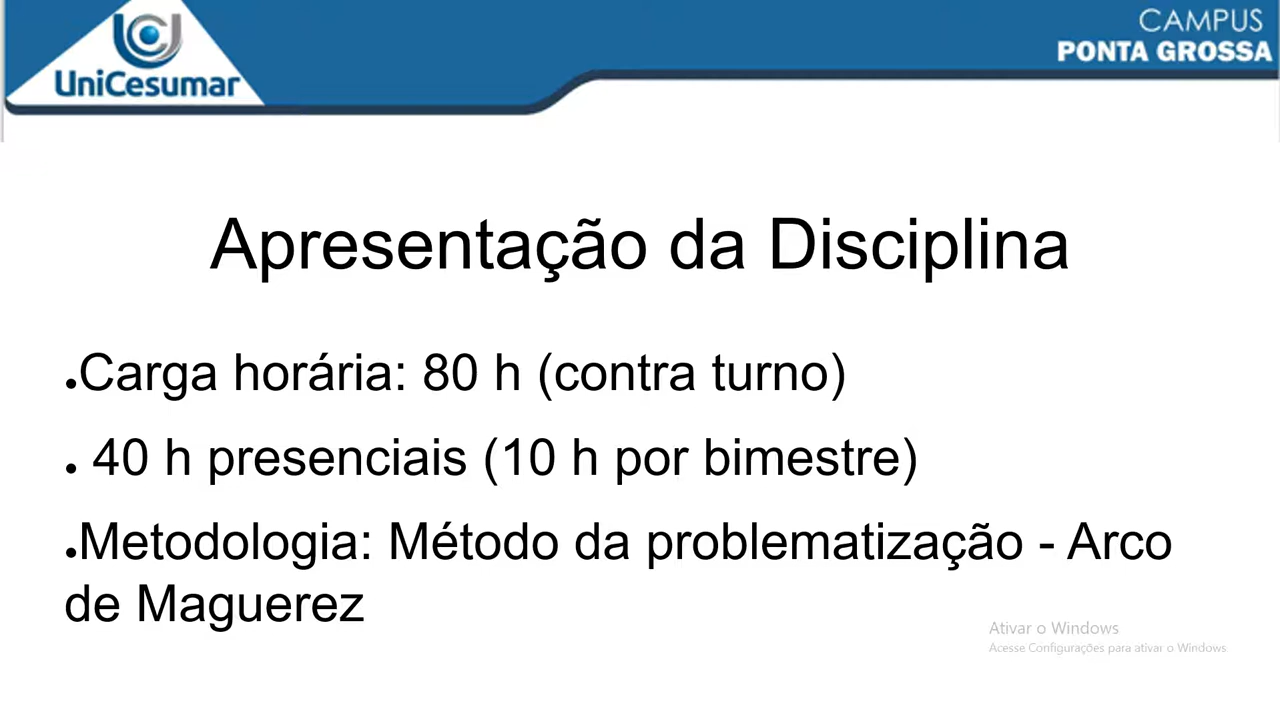 UniCesumar
CAMPUS
PONTA GROSSA
Apresentação da Disciplina
●Carga horária: 80 h (contra turno)
● 40 h presenciais (10 h por bimestre)
●Metodologia: Método da problematização - Arco
de Maguerez
Ativar o Windows
Acesse Configurações para ativar o Windows